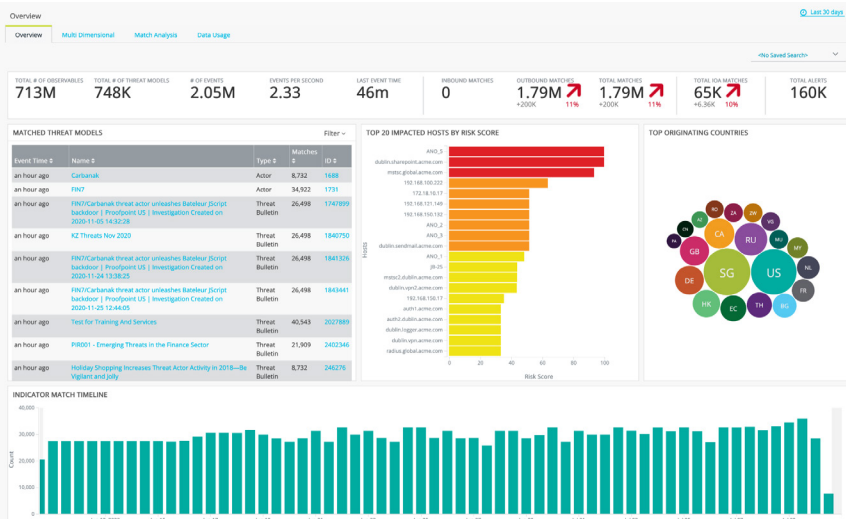 Overview
Last 30 days
Overview Multi Dimensional Match Analysis Data Usage
<No Saved Search>
TOTAL # OF OBSERVABLES TOTAL # OF THREAT MODELS # OF EVENTS EVENTS PER SECOND LAST EVENT TIME INBOUND MATCHES OUTBOUND MATCHES TOTAL MATCHES TOTAL IOA MATCHES TOTAL ALERTS
713M 748K 2.05M 2.33 46m 0 1.79M 1.79M 65K 160K
+200K 11% +200K 11% +6.36K 10%
MATCHED THREAT MODELS
Filter
Event Time Name Type Matches ID
an hour ago Carbanak Actor 8,732 1688
an hour ago FIN7 Actor 34,922 1731
an hour ago FIN7/Carbanak threat actor unleashes Bateleur JScript Threat 26,498 1747899
backdoor | Proofpoint US | Investigation Created on Bulletin
2020-11-05 14:32:28
an hour ago KZ Threats Nov 2020 Threat 26,498 1840750
Bulletin
an hour ago FIN7/Carbanak threat actor unleashes Bateleur JScript Threat 26,498 1841326
backdoor | Proofpoint US | Investigation Created on Bulletin
2020-11-24 13:38:25
an hour ago FIN7/Carbanak threat actor unleashes Bateleur JScript Threat 26,498 1843441
backdoor | Proofpoint US | Investigation Created on Bulletin
2020-11-25 12:44:05
an hour ago Test for Training And Services Threat 40,543 2027889
Bulletin
an hour ago PIR001 - Emerging Threats in the Finance Sector Threat 21,909 2402346
Bulletin
an hour ago Holiday Shopping Increases Threat Actor Activity in 2018—Be Threat 8,732 246276
Vigilant and Jolly Bulletin
TOP 20 IMPACTED HOSTS BY RISK SCORE
Hosts
ANO_5
dublin.sharepoint.acme.com
mstsc.global.acme.com
192.168.100.222
172.18.10.17
192.168.121.149
192.168.150.132
ANO_2
ANO_3
dublin.sendmail.acme.com
ANO_1
JR-25
mstsc2.dublin.acme.com
dublin.vpn2.acme.com
192.168.150.17
auth1.acme.com
auth2.dublin.acme.com
dublin.logger.acme.com
dublin.vpn.acme.com
radius.global.acme.com
0 20 40 60 80 100
Risk Score
TOP ORIGINATING COUNTRIES
RO ZA ZW
AE VG
CN CA RU MU
PA GB MY
SG US NL
DE FR
HK EC TH BG
INDICATOR MATCH TIMELINE
Count
40,000
30,000
20,000
10,000
0